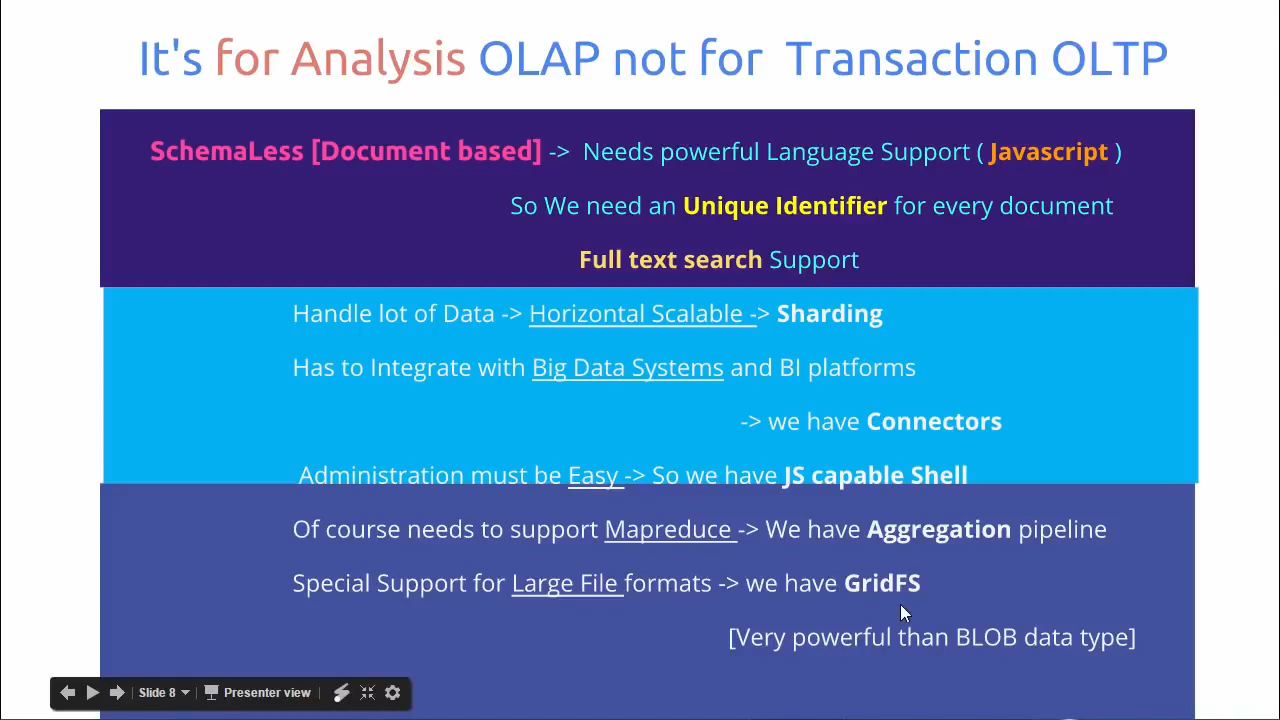 It's for Analysis OLAP not for Transaction OLTP
SchemaLess [Document based] -> Needs powerful Language Support ( Javascript )
So We need an Unique Identifier for every document
Full text search Support
Handle lot of Data -> Horizontal Scalable -> Sharding
Has to Integrate with Big Data Systems and BI platforms
-> we have Connectors
Administration must be Easy -> So we have JS capable Shell
Of course needs to support Mapreduce -> We have Aggregation pipeline
Special Support for Large File formats -> we have GridFS
[Very powerful than BLOB data type]
Slide 8
Presenter view